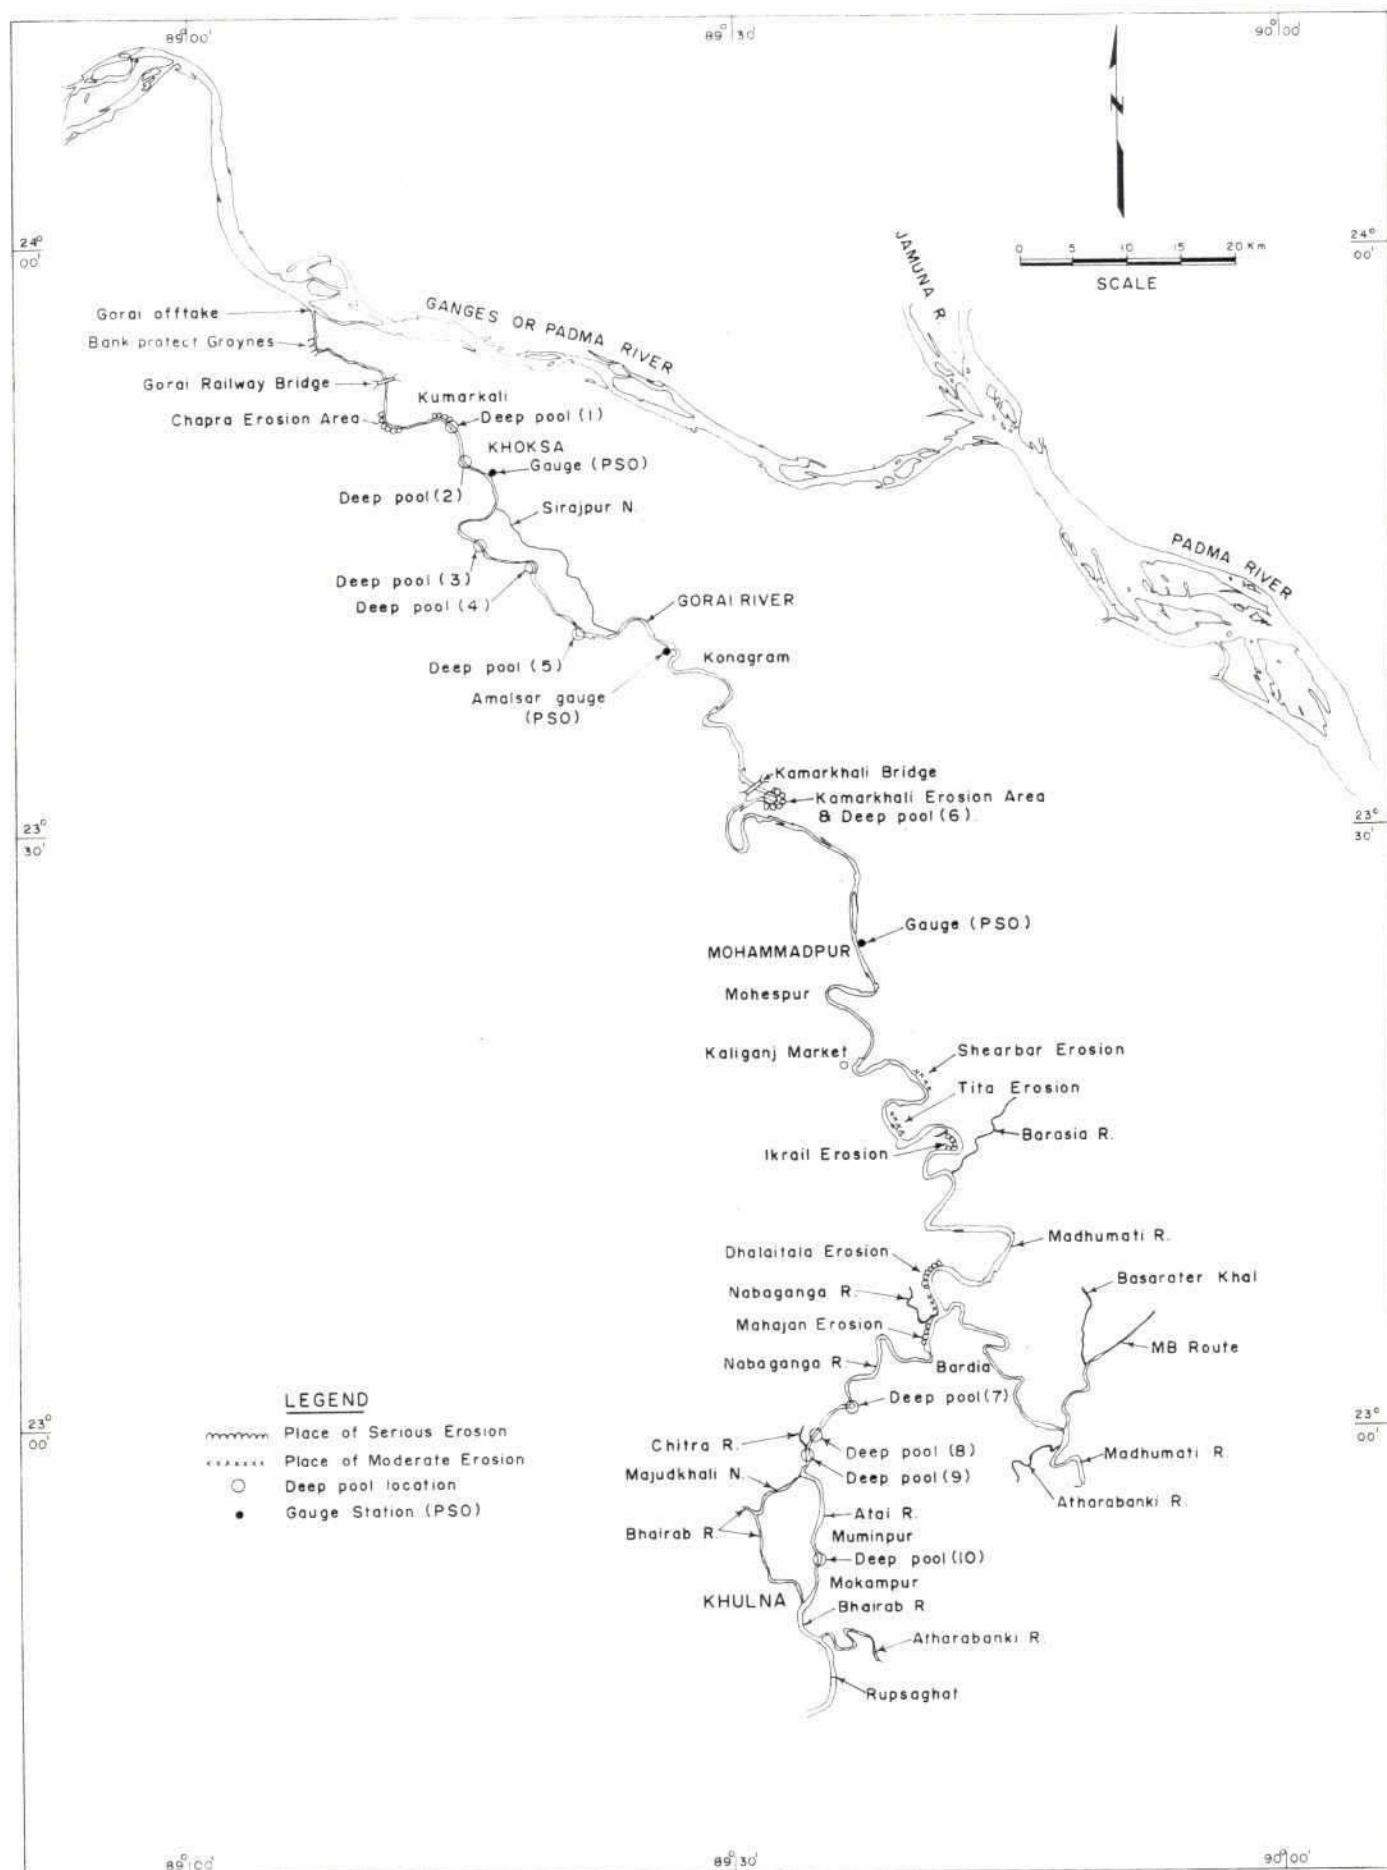 89°00'
89°30'
90°00'
N
24°
00'
24°
00'
JAMUNA R.
0 5 10 15 20 Km
SCALE
GANGES OR PADMA RIVER
Gorai offtake
Bank protect Groynes
Gorai Railway Bridge
Kumarkali
Chapra Erosion Area
Deep pool (1)
KHOKSA
Gauge (PSO)
Deep pool (2)
Sirajpur N.
PADMA RIVER
Deep pool (3)
Deep pool (4)
GORAI RIVER
Deep pool (5)
Konagram
Amalsar gauge
(PSO)
Kamarkhali Bridge
Kamarkhali Erosion Area
& Deep pool (6)
23°
30'
23°
30'
Gauge (PSO)
MOHAMMADPUR
Mohespur
Kaliganj Market
Shearbar Erosion
Tita Erosion
Barasia R.
Ikrail Erosion
Madhumati R.
Dhalaitala Erosion
Basarater Khal
Nabaganga R.
Mahajan Erosion
MB Route
Nabaganga R.
Bardia
LEGEND
Place of Serious Erosion
Place of Moderate Erosion
Deep pool location
Gauge Station (PSO)
Deep pool (7)
23°
00'
23°
00'
Chitra R.
Deep pool (8)
Madhumati R.
Majudkhali N.
Deep pool (9)
Atharabanki R.
Atai R.
Bhairab R.
Muminpur
Deep pool (10)
Mokampur
KHULNA
Bhairab R
Atharabanki R.
Rupsaghat
89°00'
89°30'
90°00'